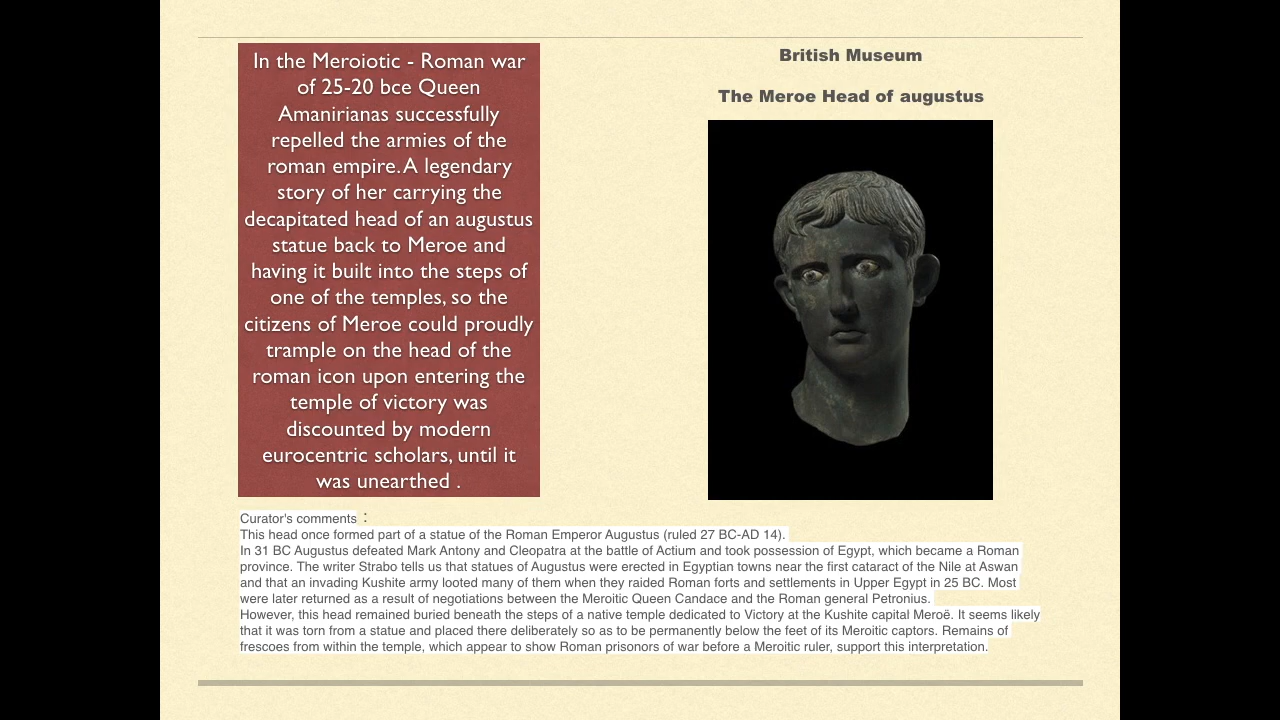 In the Meroiotic - Roman war
of 25-20 bce Queen
Amanirianas successfully
repelled the armies of the
roman empire. A legendary
story of her carrying the
decapitated head of an augustus
statue back to Meroe and
having it built into the steps of
one of the temples, so the
citizens of Meroe could proudly
trample on the head of the
roman icon upon entering the
temple of victory was
discounted by modern
eurocentric scholars, until it
was unearthed .
British Museum
The Meroe Head of augustus
Curator's comments :
This head once formed part of a statue of the Roman Emperor Augustus (ruled 27 BC-AD 14).
In 31 BC Augustus defeated Mark Antony and Cleopatra at the battle of Actium and took possession of Egypt, which became a Roman
province. The writer Strabo tells us that statues of Augustus were erected in Egyptian towns near the first cataract of the Nile at Aswan
and that an invading Kushite army looted many of them when they raided Roman forts and settlements in Upper Egypt in 25 BC. Most
were later returned as a result of negotiations between the Meroitic Queen Candace and the Roman general Petronius.
However, this head remained buried beneath the steps of a native temple dedicated to Victory at the Kushite capital Meroë. It seems likely
that it was torn from a statue and placed there deliberately so as to be permanently below the feet of its Meroitic captors. Remains of
frescoes from within the temple, which appear to show Roman prisonors of war before a Meroitic ruler, support this interpretation.